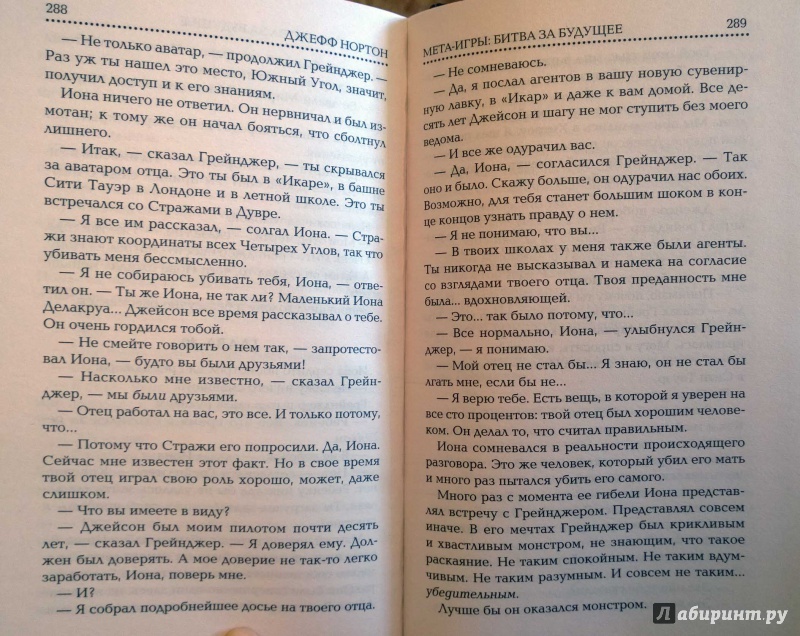 288
ДЖЕФФ НОРТОН
— Не только аватар, — продолжил Грейнджер. —
Раз уж ты нашел это место, Южный Угол, значит,
получил доступ и к его знаниям.
Иона ничего не ответил. Он нервничал и был из-
мотан; к тому же он начал бояться, что сболтнул
лишнего.
— Итак, — сказал Грейнджер, — ты скрывался
за аватаром отца. Это ты был в «Икаре», в башне
Сити Тауэр в Лондоне и в летной школе. Это ты
встречался со Стражами в Дувре.
— Я все им рассказал, — солгал Иона. — Стра-
жи знают координаты всех Четырех Углов, так что
убивать меня бессмысленно.
— Я не собираюсь убивать тебя, Иона, — отве-
тил он. — Ты же Иона, не так ли? Маленький Иона
Делакруа... Джейсон все время рассказывал о тебе.
Он очень гордился тобой.
— Не смейте говорить о нем так, — запротесто-
вал Иона, — будто вы были друзьями!
— Насколько мне известно, — сказал Грейн-
джер, — мы были друзьями.
— Отец работал на вас, это все. И только потому,
что...
— Потому что Стражи его попросили. Да, Иона.
Сейчас мне известен этот факт. Но в свое время
твой отец играл свою роль хорошо, может, даже
слишком.
— Что вы имеете в виду?
— Джейсон был моим пилотом почти десять
лет, — сказал Грейнджер. — Я доверял ему. Дол-
жен был доверять. А мое доверие не так-то легко
заработать, Иона, поверь мне.
— И?
— Я собрал подробнейшее досье на твоего отца.
МЕТА-ИГРЫ: БИТВА ЗА БУДУЩЕЕ
289
— Не сомневаюсь.
— Да, я послал агентов в вашу новую сувенир-
ную лавку, в «Икар» и даже к вам домой. Все де-
сять лет Джейсон и шагу не мог ступить без моего
ведома.
— И все же одурачил вас.
— Да, Иона, — согласился Грейнджер. — Так
оно и было. Скажу больше, он одурачил нас обоих.
Возможно, для тебя станет большим шоком в кон-
це концов узнать правду о нем.
— Я не понимаю, что вы...
— В твоих школах у меня также были агенты.
Ты никогда не высказывал и намека на согласие
со взглядами твоего отца. Твоя преданность мне
была... вдохновляющей.
— Это... так было потому, что...
— Все нормально, Иона, — улыбнулся Грейн-
джер, — я понимаю.
— Мой отец не стал бы... Я знаю, он не стал бы
лгать мне, если бы не...
— Я верю тебе. Есть вещь, в которой я уверен на
все сто процентов: твой отец был хорошим челове-
ком. Он делал то, что считал правильным.
Иона сомневался в реальности происходящего
разговора. Это же человек, который убил его мать
и много раз пытался убить его самого.
Много раз с момента ее гибели Иона представ-
лял встречу с Грейнджером. Представлял совсем
иначе. В его мечтах Грейнджер был крикливым
и хвастливым монстром, не знающим, что такое
раскаяние. Не таким спокойным. Не таким вдум-
чивым. Не таким разумным. И совсем не таким...
убедительным.
Лучше бы он оказался монстром.
Лабиринт.ру